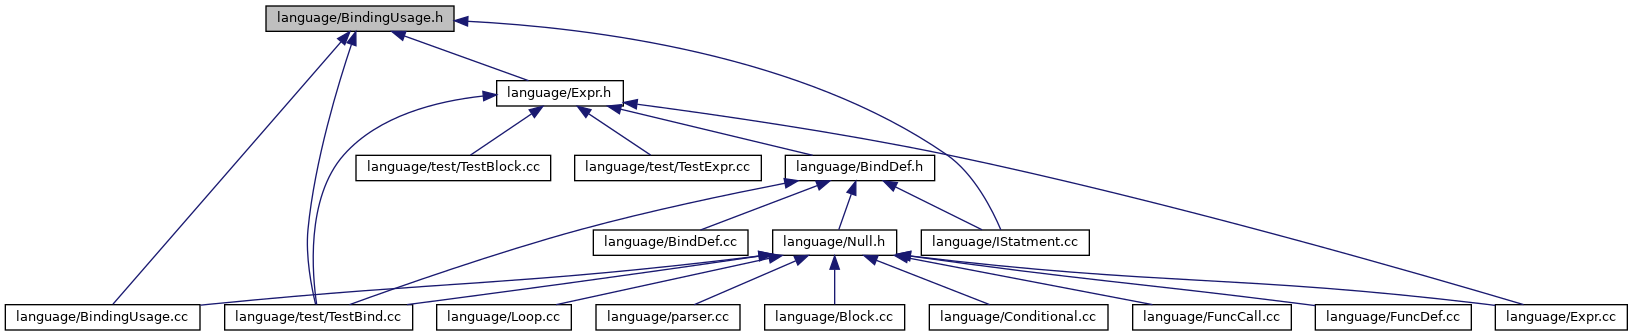 language/BindingUsage.h
language/Expr.h
language/test/TestBlock.cc
language/test/TestExpr.cc
language/BindDef.h
language/BindDef.cc
language/Null.h
language/IStatment.cc
language/BindingUsage.cc
language/test/TestBind.cc
language/Loop.cc
language/parser.cc
language/Block.cc
language/Conditional.cc
language/FuncCall.cc
language/FuncDef.cc
language/Expr.cc